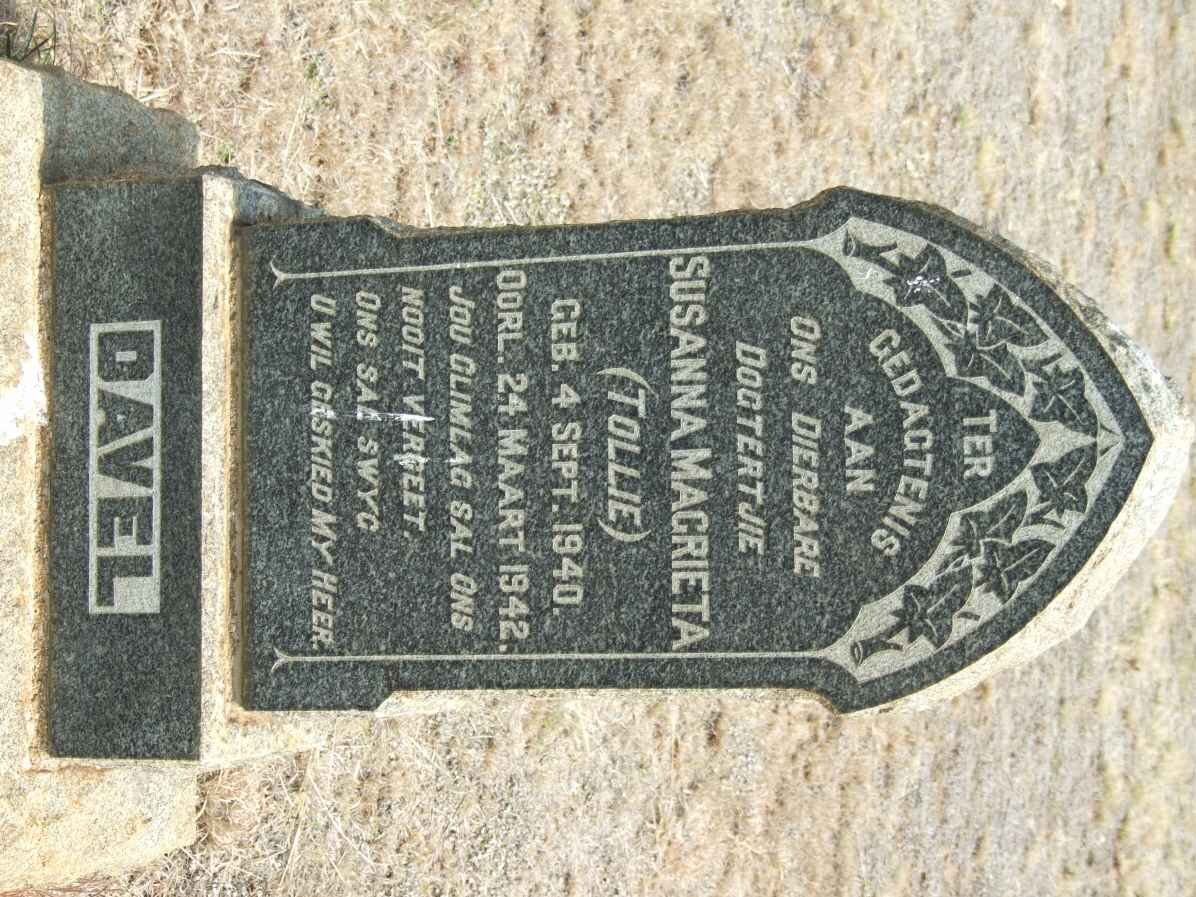 TER
GEDACTENIS
AAN
ONS DIERBARE
DOGTERTJIE
SUSANNA MAGRIETA
(TOLLIE)
GEB. 4 SEPT. 1940.
OORL. 24 MAART 1942.
JOU GLIMLAG SAL ONS
NOOIT VERGEET,
ONS SAL SWYG
U WIL GESKIED MY HEER.
DAVEL